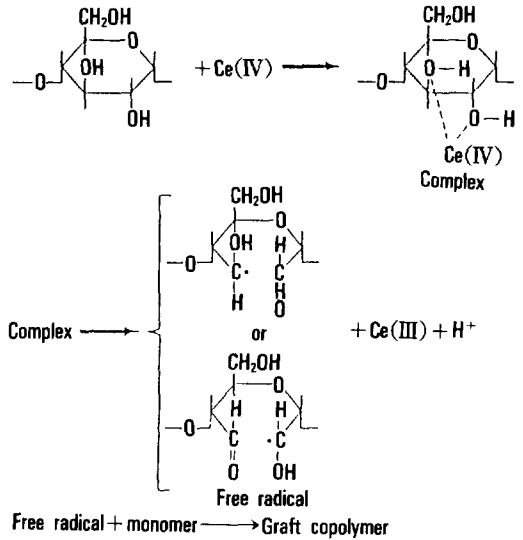 CH₂OH
O
OH
O
OH
+Ce(IV)
CH₂OH
O
O-H
O
O-H
Ce(IV)
Complex
CH₂OH
O
OH
H
O
C·
C
H
H
O
or
Complex
+Ce(III)+H⁺
CH₂OH
O
H
H
O
C
·C
O
OH
Free radical
Free radical+monomer
Graft copolymer